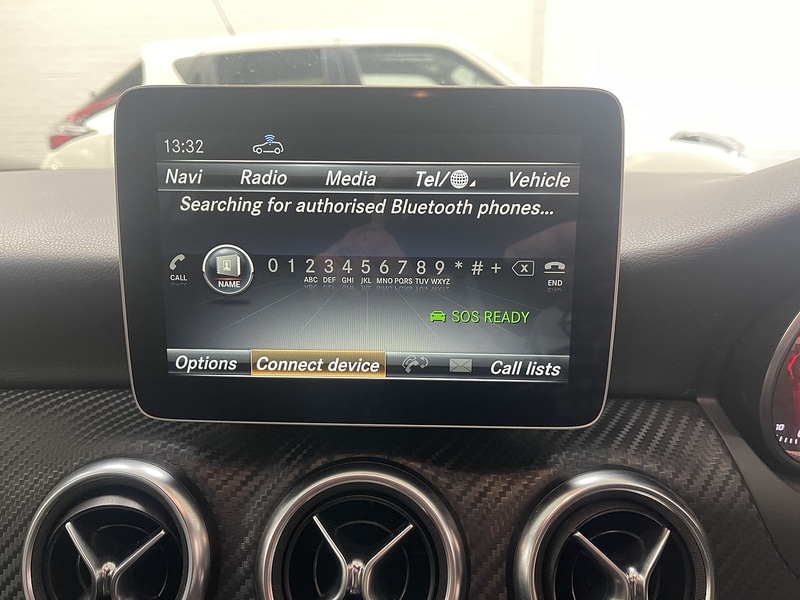 13:32
Navi Radio Media Tel/ Vehicle
Searching for authorised Bluetooth phones...
CALL NAME 0 1 2 3 4 5 6 7 8 9 * # + X END
ABC DEF GHI JKL MNO PQRS TUV WXYZ
SOS READY
Options Connect device Call lists